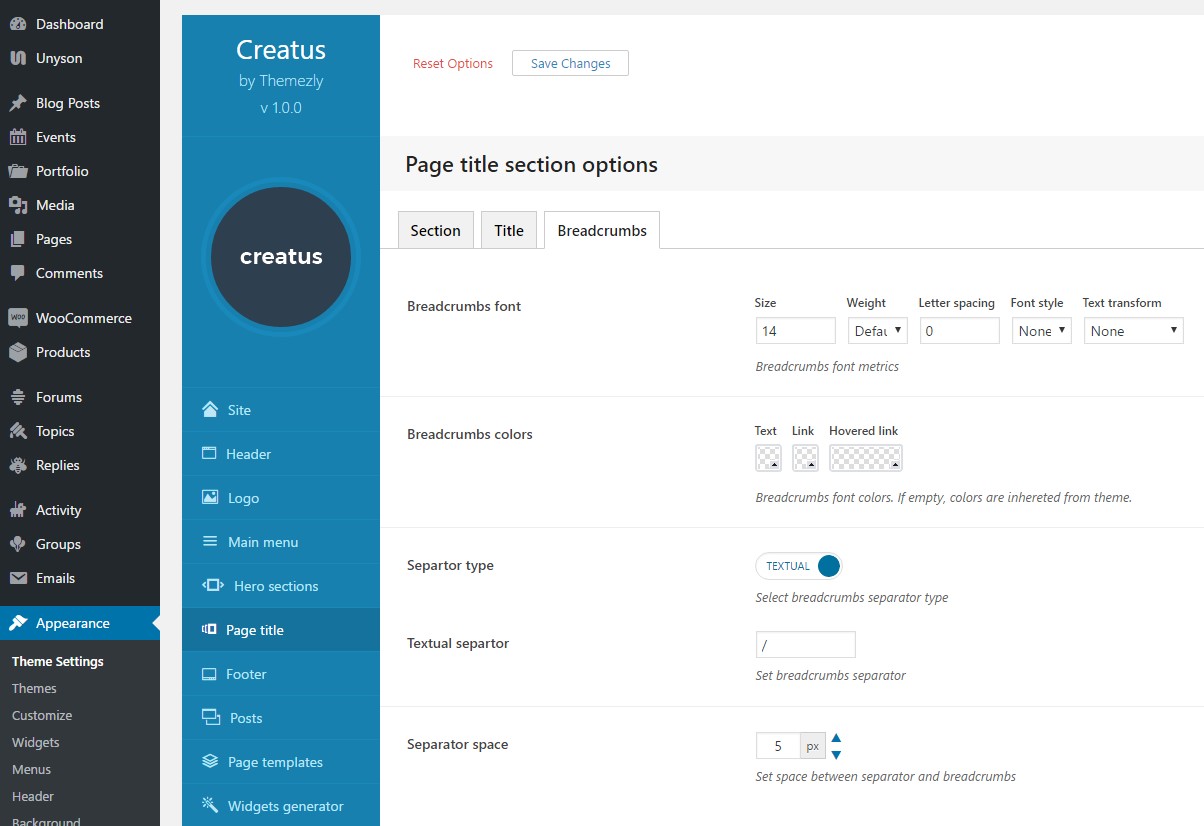 Dashboard
Unyson
Blog Posts
Events
Portfolio
Media
Pages
Comments
WooCommerce
Products
Forums
Topics
Replies
Activity
Groups
Emails
Appearance
Theme Settings
Themes
Customize
Widgets
Menus
Header
Background
Creatus
by Themezly
v 1.0.0
creatus
Site
Header
Logo
Main menu
Hero sections
Page title
Footer
Posts
Page templates
Widgets generator
Reset Options Save Changes
Page title section options
Section Title Breadcrumbs
Breadcrumbs font
Size Weight Letter spacing Font style Text transform
14 Defau 0 None None
Breadcrumbs font metrics
Breadcrumbs colors
Text Link Hovered link
Breadcrumbs font colors. If empty, colors are inhereted from theme.
Separtor type
TEXTUAL
Select breadcrumbs separator type
Textual separtor
/
Set breadcrumbs separator
Separator space
5 px
Set space between separator and breadcrumbs